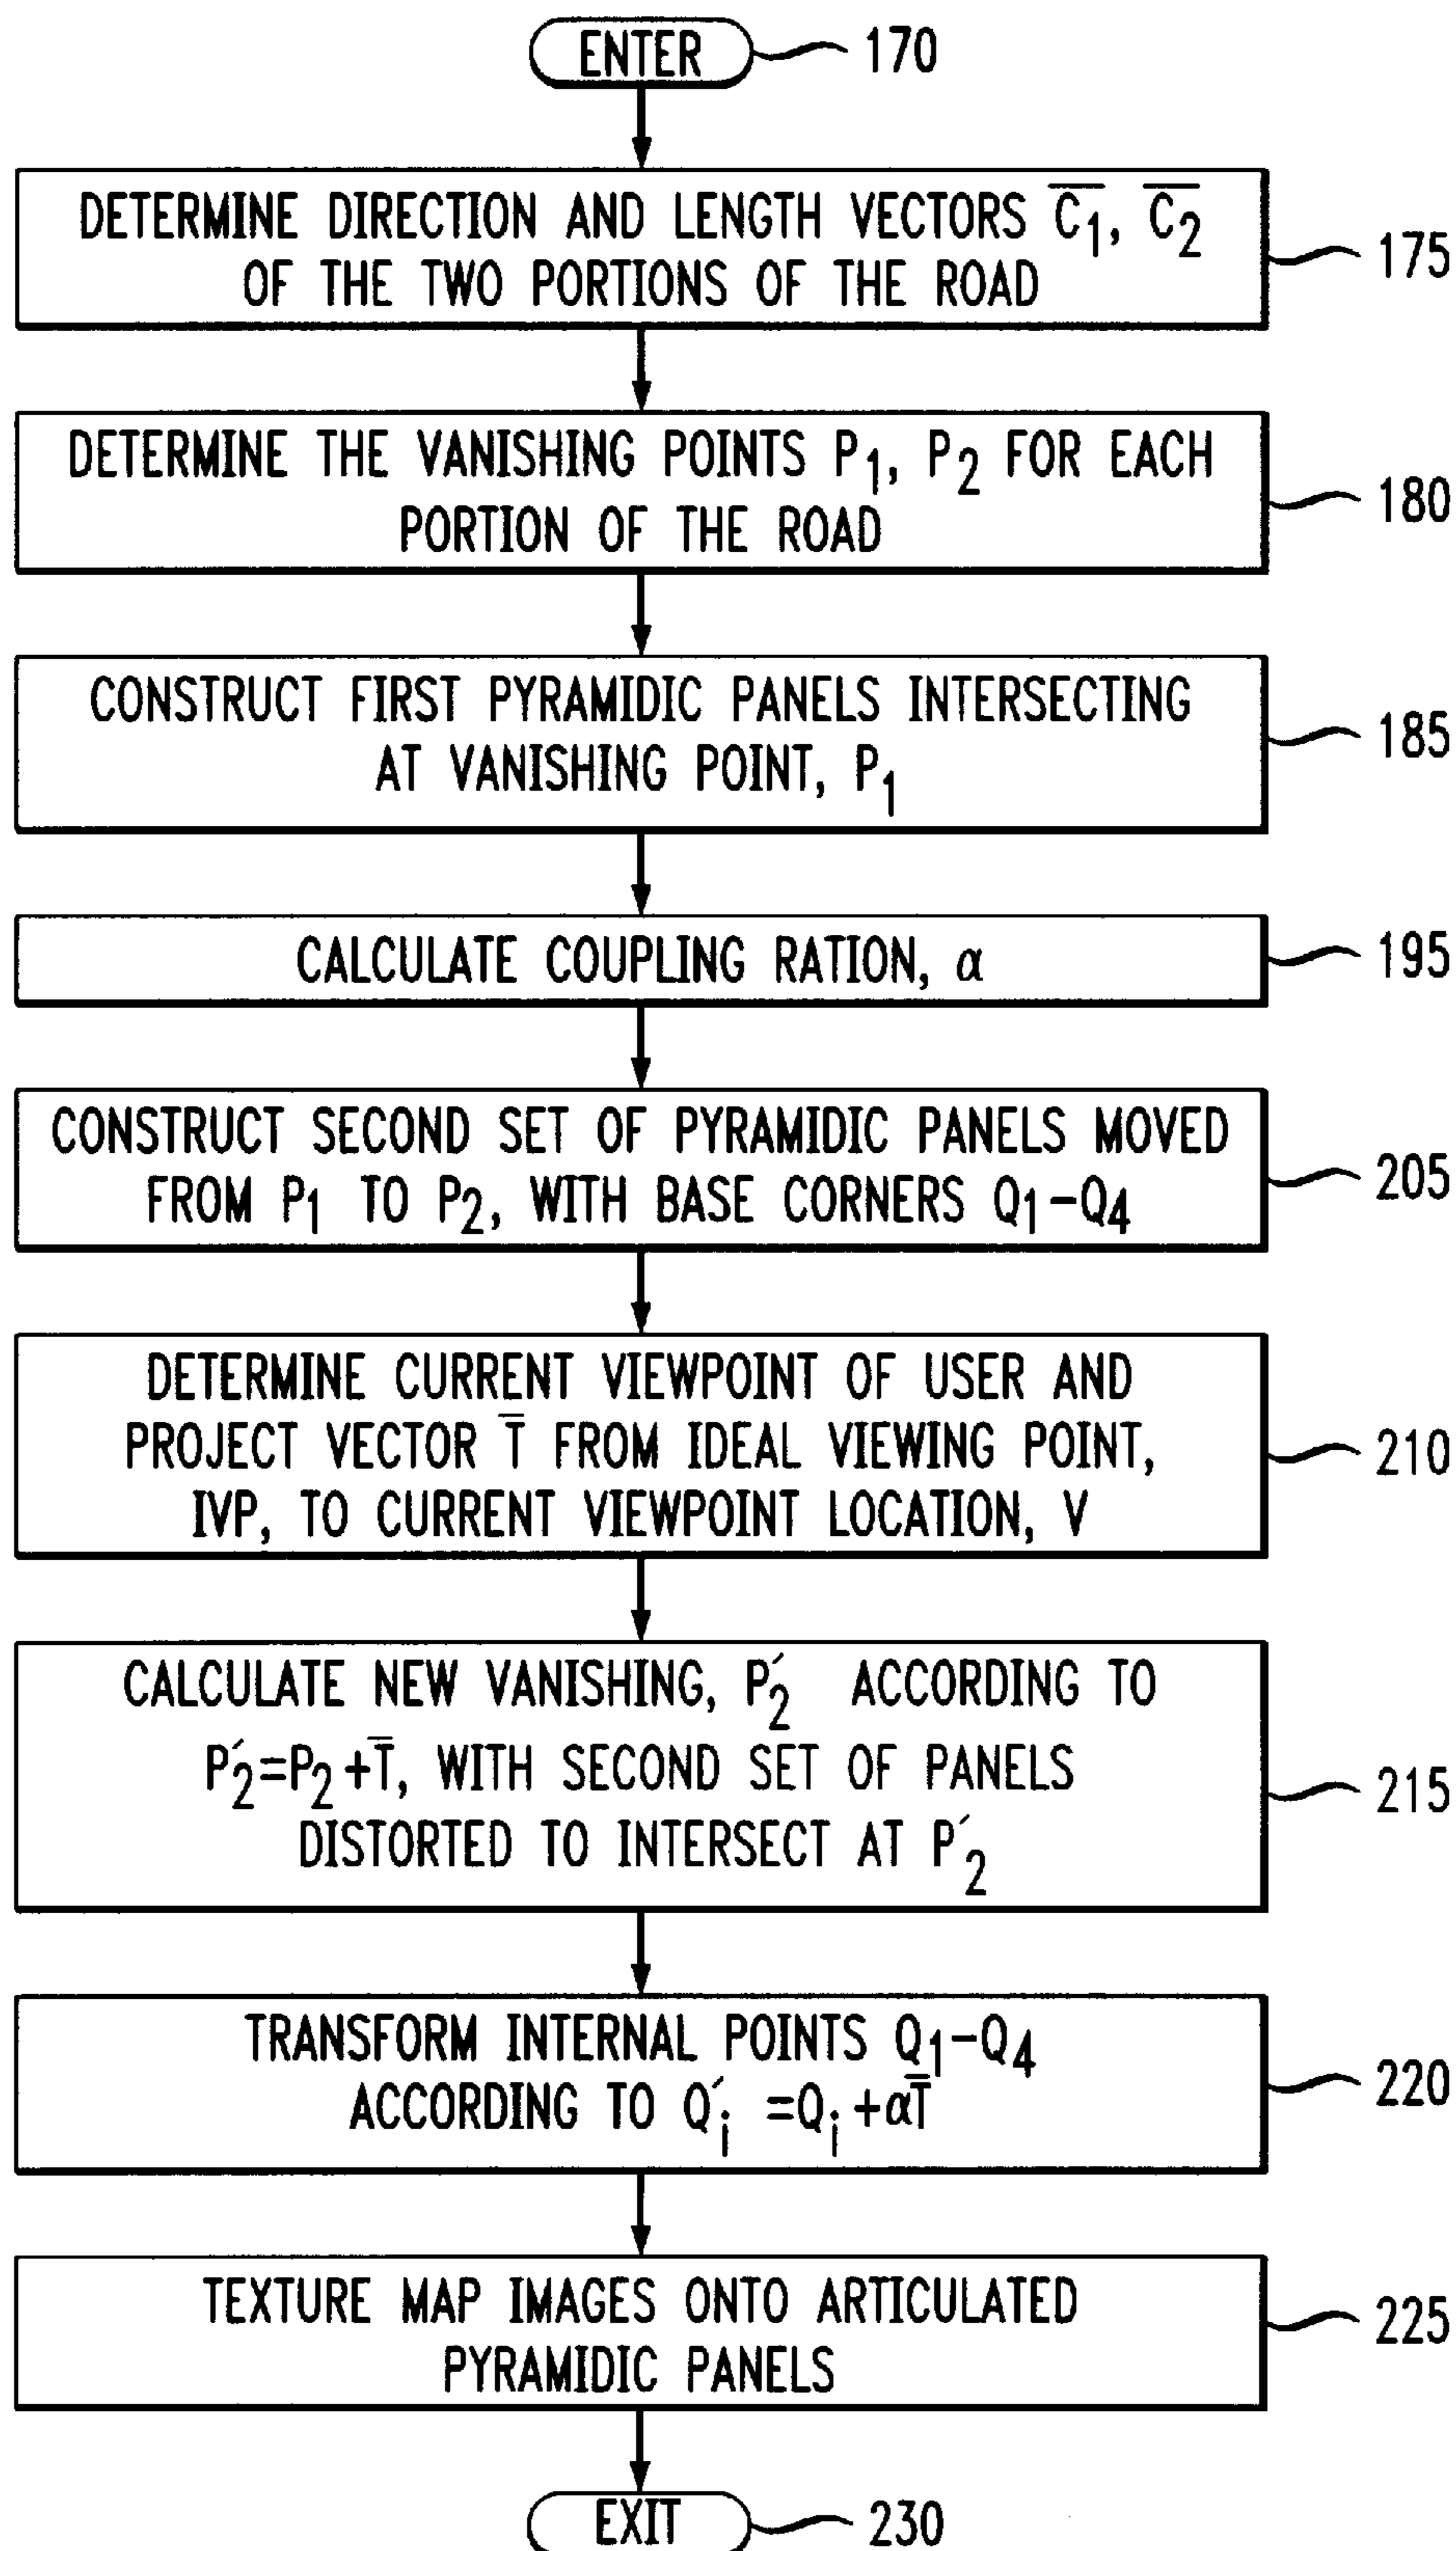 ENTER 170
DETERMINE DIRECTION AND LENGTH VECTORS C̅₁, C̅₂
OF THE TWO PORTIONS OF THE ROAD
175
DETERMINE THE VANISHING POINTS P₁, P₂ FOR EACH
PORTION OF THE ROAD
180
CONSTRUCT FIRST PYRAMIDIC PANELS INTERSECTING
AT VANISHING POINT, P₁
185
CALCULATE COUPLING RATION, α
195
CONSTRUCT SECOND SET OF PYRAMIDIC PANELS MOVED
FROM P₁ TO P₂, WITH BASE CORNERS Q₁–Q₄
205
DETERMINE CURRENT VIEWPOINT OF USER AND
PROJECT VECTOR T̅ FROM IDEAL VIEWING POINT,
IVP, TO CURRENT VIEWPOINT LOCATION, V
210
CALCULATE NEW VANISHING, P₂′ ACCORDING TO
P₂′=P₂+T̅, WITH SECOND SET OF PANELS
DISTORTED TO INTERSECT AT P₂′
215
TRANSFORM INTERNAL POINTS Q₁–Q₄
ACCORDING TO Qᵢ′ =Qᵢ+αT̅
220
TEXTURE MAP IMAGES ONTO ARTICULATED
PYRAMIDIC PANELS
225
EXIT 230